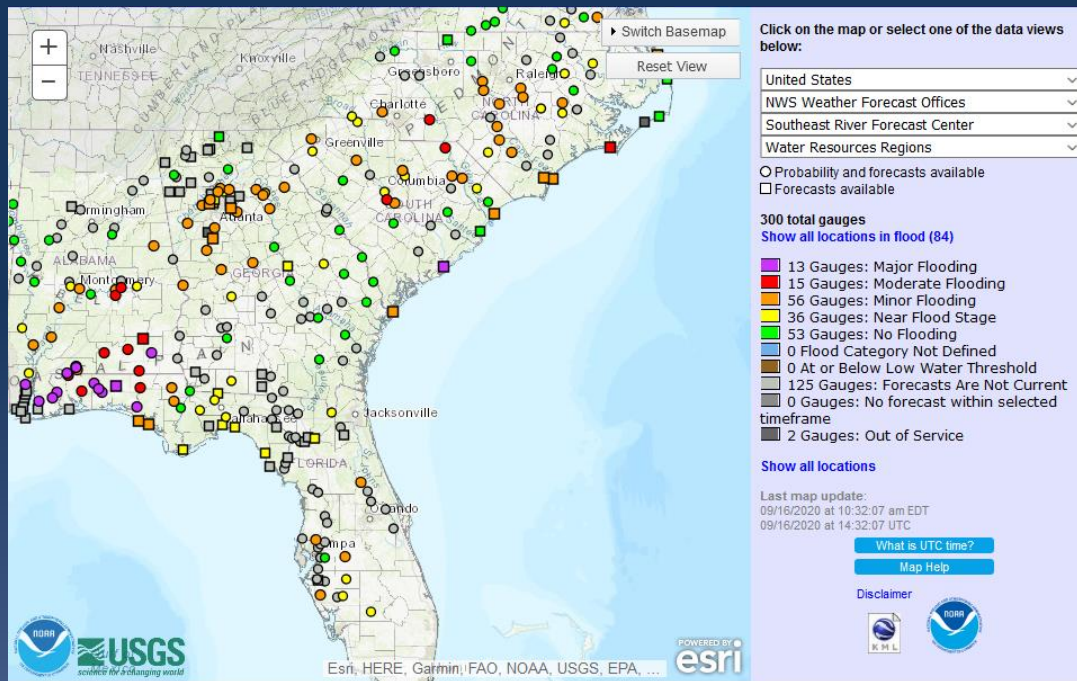 +
−
Switch Basemap
Reset View
Nashville
Knoxville
TENNESSEE
Greensboro
Raleigh
NORTH
CAROLINA
Charlotte
Greenville
Columbia
SOUTH
CAROLINA
Atlanta
GEORGIA
ALABAMA
Montgomery
Jacksonville
FLORIDA
NOAA
USGS
science for a changing world
Esri, HERE, Garmin, FAO, NOAA, USGS, EPA, ...
POWERED BY
esri
Click on the map or select one of the data views
below:
United States
NWS Weather Forecast Offices
Southeast River Forecast Center
Water Resources Regions
Probability and forecasts available
Forecasts available
300 total gauges
Show all locations in flood (84)
13 Gauges: Major Flooding
15 Gauges: Moderate Flooding
56 Gauges: Minor Flooding
36 Gauges: Near Flood Stage
53 Gauges: No Flooding
0 Flood Category Not Defined
0 At or Below Low Water Threshold
125 Gauges: Forecasts Are Not Current
0 Gauges: No forecast within selected
timeframe
2 Gauges: Out of Service
Show all locations
Last map update:
09/16/2020 at 10:32:07 am EDT
09/16/2020 at 14:32:07 UTC
What is UTC time?
Map Help
Disclaimer
KML
NOAA